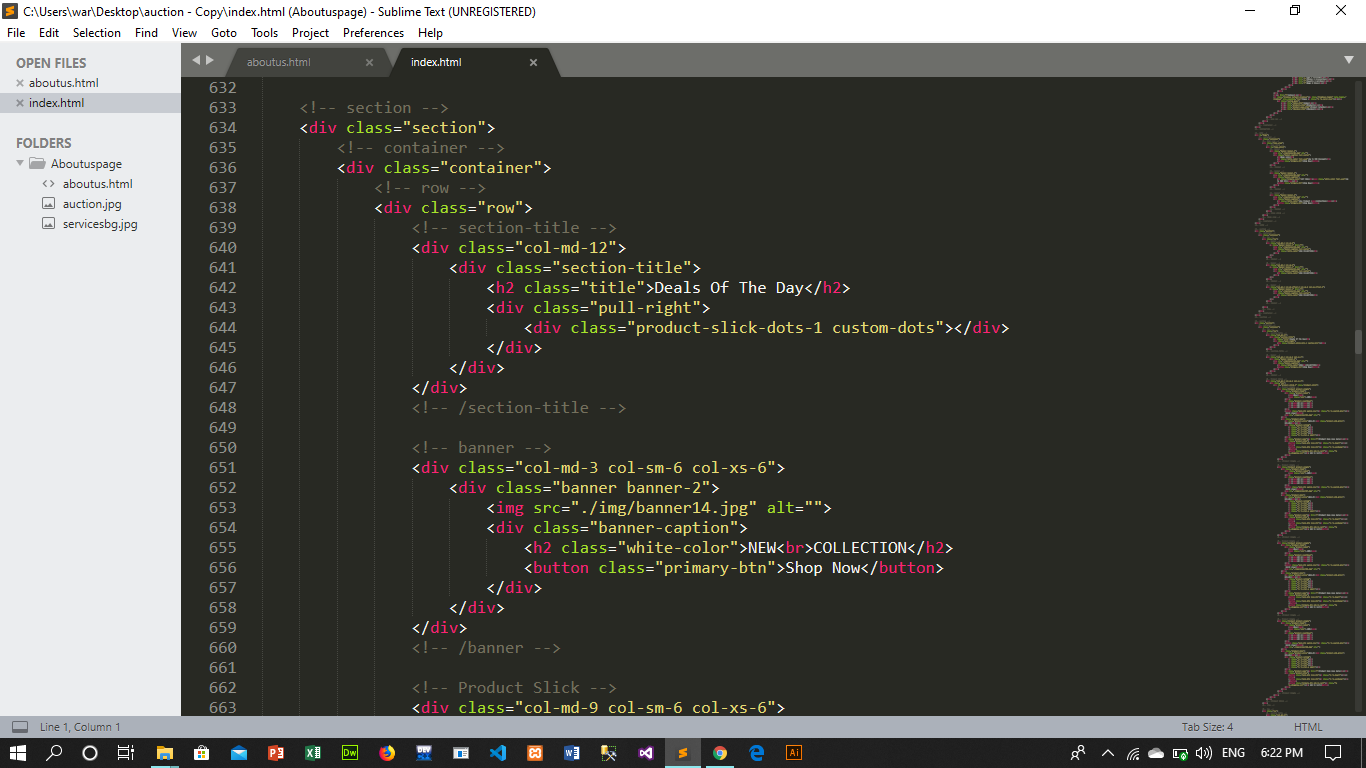 C:\Users\war\Desktop\auction - Copy\index.html (Aboutuspage) - Sublime Text (UNREGISTERED)
File Edit Selection Find View Goto Tools Project Preferences Help
OPEN FILES
aboutus.html
index.html
FOLDERS
Aboutuspage
aboutus.html
auction.jpg
servicesbg.jpg
aboutus.html index.html
632
633 <!-- section -->
634 <div class="section">
635 <!-- container -->
636 <div class="container">
637 <!-- row -->
638 <div class="row">
639 <!-- section-title -->
640 <div class="col-md-12">
641 <div class="section-title">
642 <h2 class="title">Deals Of The Day</h2>
643 <div class="pull-right">
644 <div class="product-slick-dots-1 custom-dots"></div>
645 </div>
646 </div>
647 </div>
648 <!-- /section-title -->
649
650 <!-- banner -->
651 <div class="col-md-3 col-sm-6 col-xs-6">
652 <div class="banner banner-2">
653 <img src="./img/banner14.jpg" alt="">
654 <div class="banner-caption">
655 <h2 class="white-color">NEW<br>COLLECTION</h2>
656 <button class="primary-btn">Shop Now</button>
657 </div>
658 </div>
659 </div>
660 <!-- /banner -->
661
662 <!-- Product Slick -->
663 <div class="col-md-9 col-sm-6 col-xs-6">
Line 1, Column 1 Tab Size: 4 HTML
Dw Ai ENG 6:22 PM